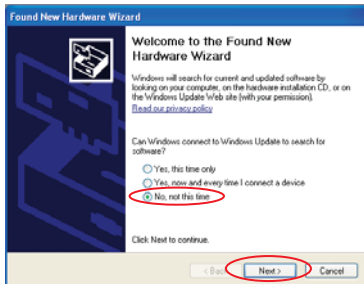 Found New Hardware Wizard
Welcome to the Found New
Hardware Wizard
Windows will search for current and updated software by
looking on your computer, on the hardware installation CD, or on
the Windows Update Web site (with your permission).
Read our privacy policy
Can Windows connect to Windows Update to search for
software?
Yes, this time only
Yes, now and every time I connect a device
No, not this time
Click Next to continue.
< Back Next > Cancel